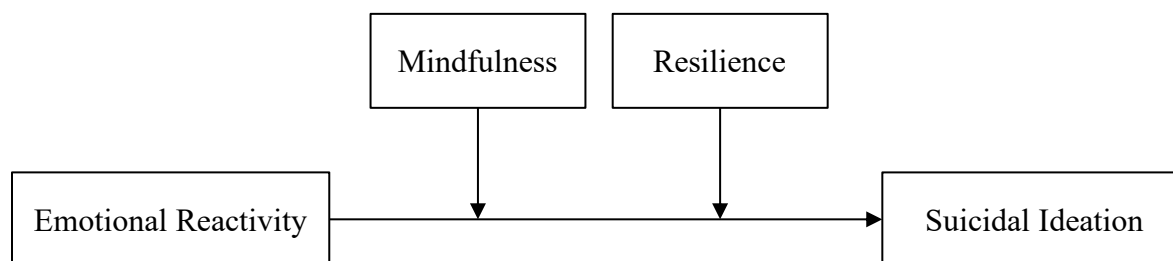 Mindfulness
Resilience
Emotional Reactivity
Suicidal Ideation